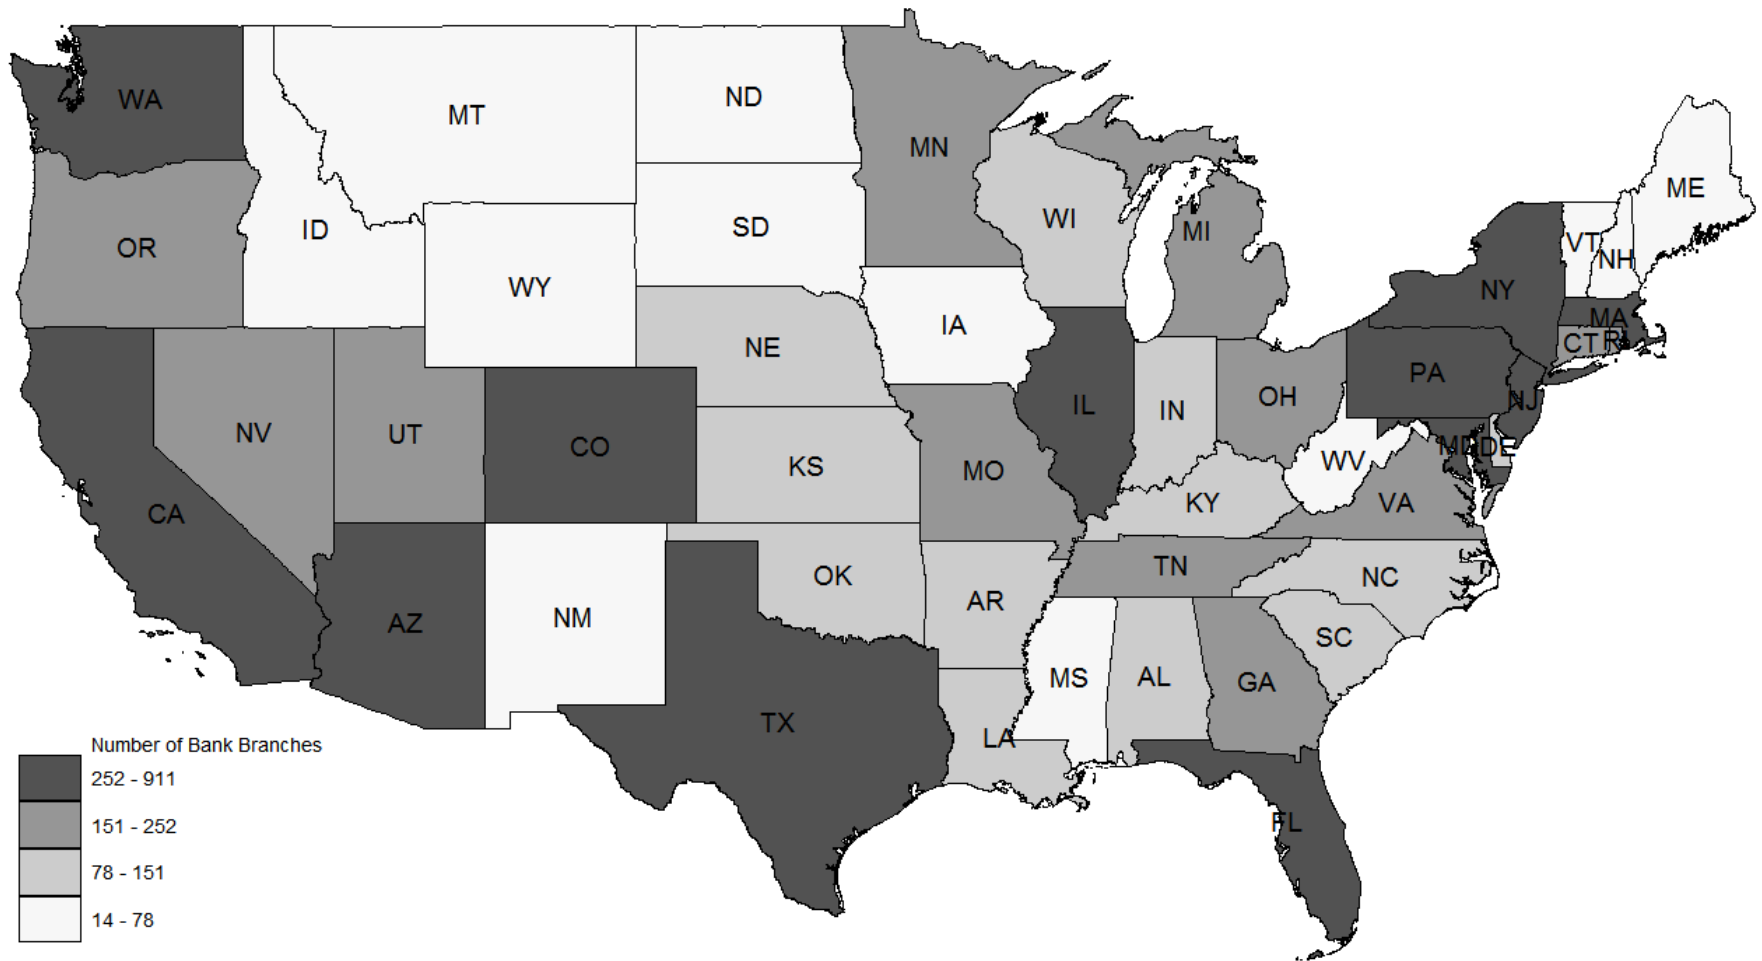 WA
MT
ND
MN
ME
OR
ID
SD
WI
MI
VT
NH
WY
NY
IA
MA
NE
CT RI
PA
NV
UT
CO
IL
IN
OH
NJ
KS
MO
WV
MD DE
CA
KY
VA
OK
TN
NC
AZ
NM
AR
SC
MS
AL
GA
TX
LA
FL
Number of Bank Branches
252 - 911
151 - 252
78 - 151
14 - 78